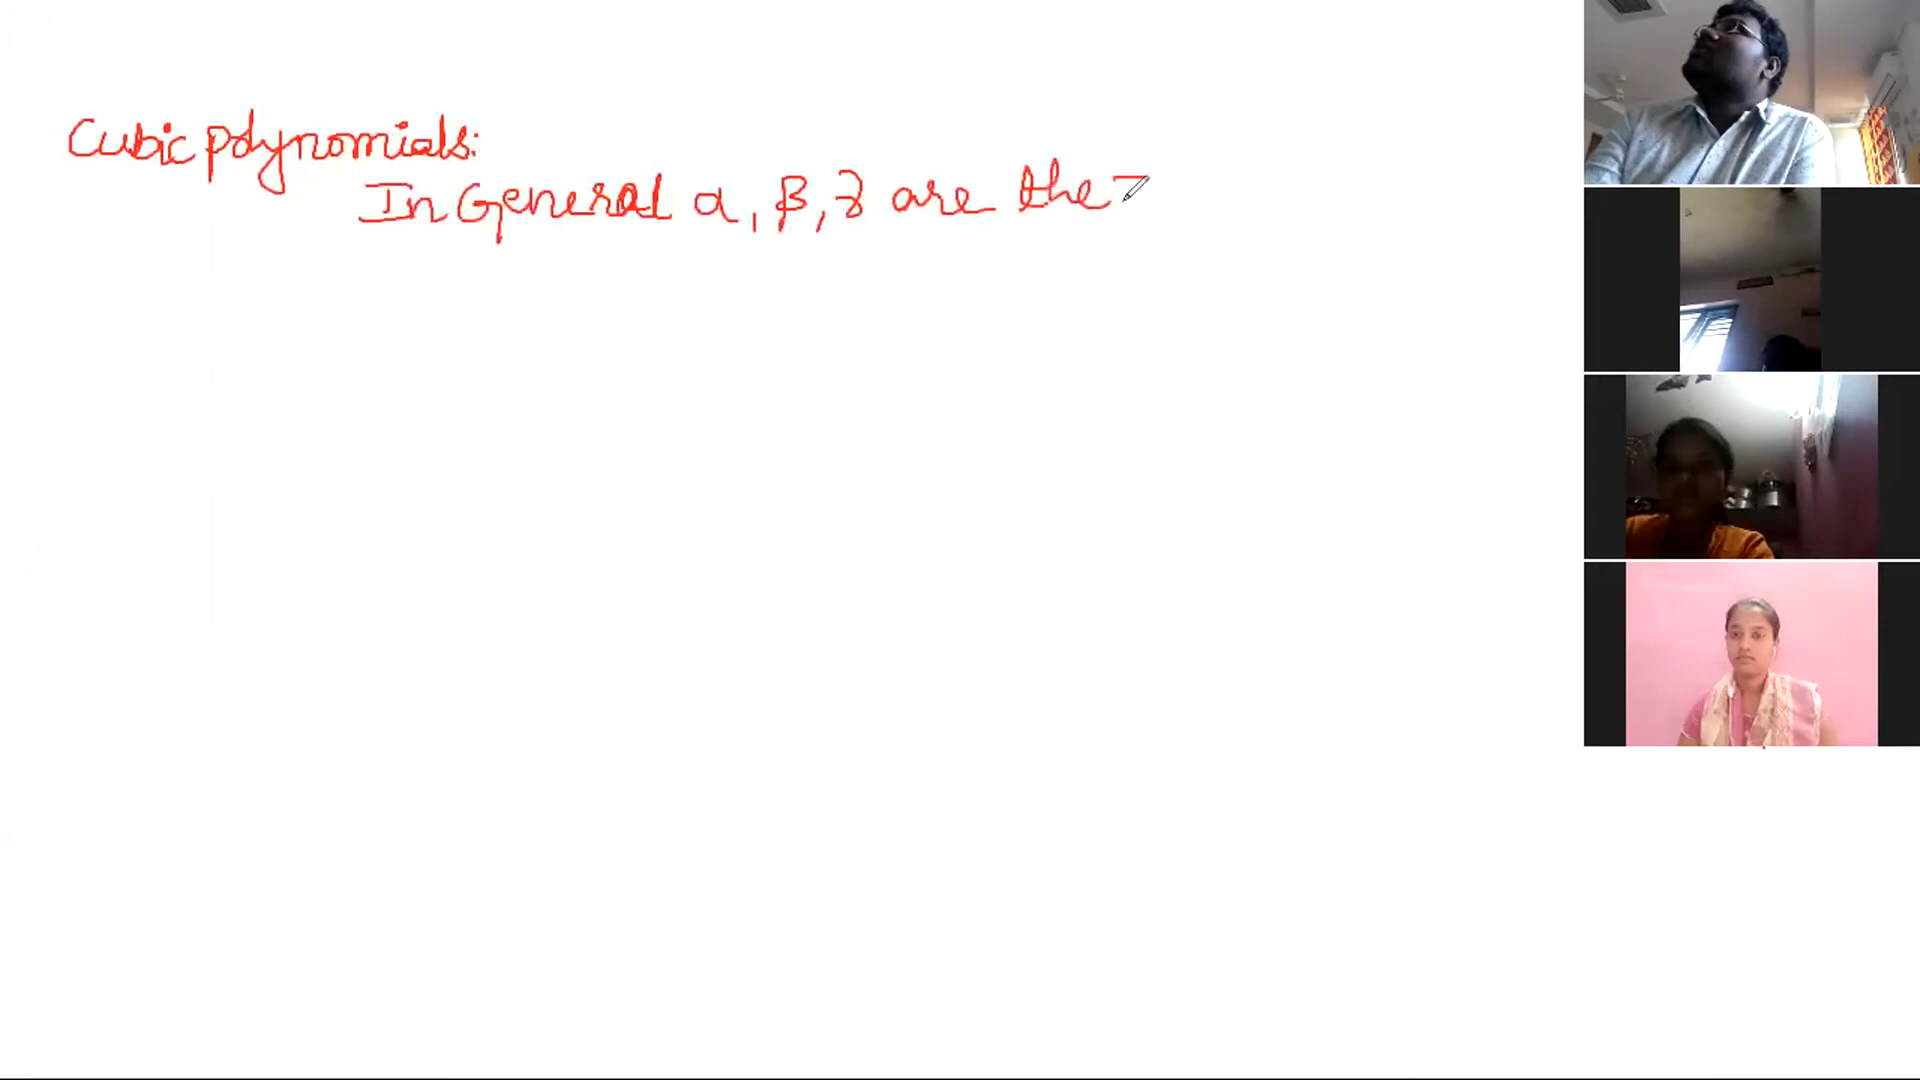 Cubic polynomials:
In General α, β, γ are the